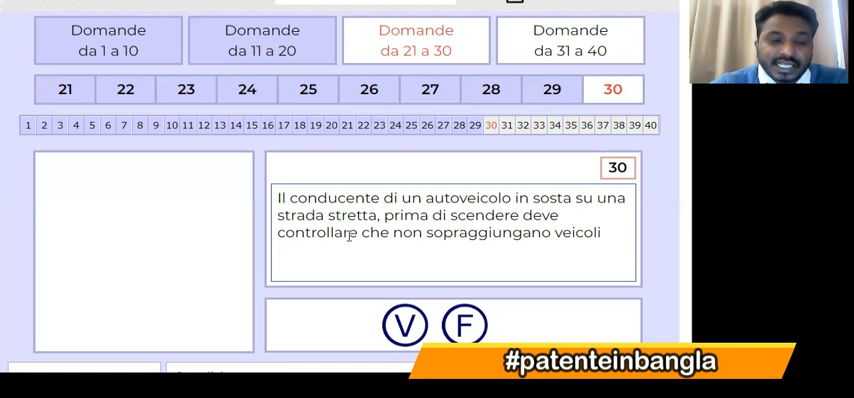 Domande
da 1 a 10
Domande
da 11 a 20
Domande
da 21 a 30
Domande
da 31 a 40
21 22 23 24 25 26 27 28 29 30
1 2 3 4 5 6 7 8 9 10 11 12 13 14 15 16 17 18 19 20 21 22 23 24 25 26 27 28 29 30 31 32 33 34 35 36 37 38 39 40
30
Il conducente di un autoveicolo in sosta su una
strada stretta, prima di scendere deve
controllare che non sopraggiungano veicoli
V F
#patenteinbangla